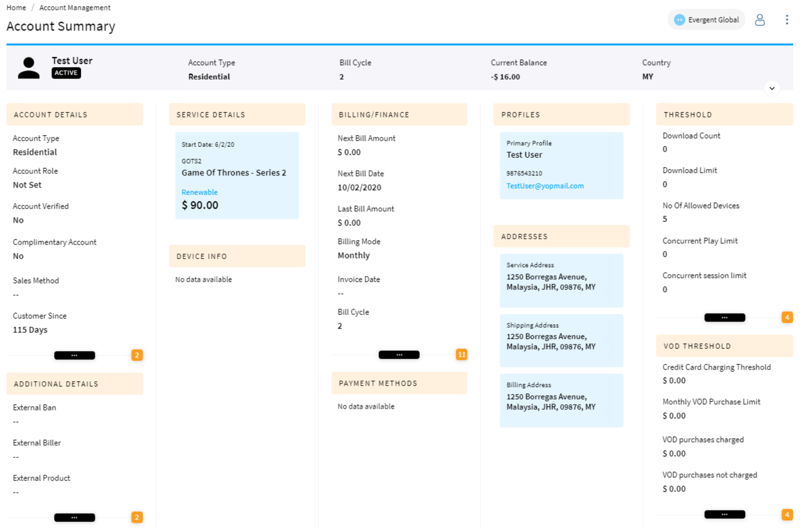 Home / Account Management
Account Summary
Evergent Global
Test User
ACTIVE
Account Type
Residential
Bill Cycle
2
Current Balance
-$ 16.00
Country
MY
ACCOUNT DETAILS
Account Type
Residential
Account Role
Not Set
Account Verified
No
Complimentary Account
No
Sales Method
--
Customer Since
115 Days
... 2
ADDITIONAL DETAILS
External Ban
--
External Biller
--
External Product
--
... 2
SERVICE DETAILS
Start Date: 6/2/20
GOTS2
Game Of Thrones - Series 2
Renewable
$ 90.00
DEVICE INFO
No data available
BILLING/FINANCE
Next Bill Amount
$ 0.00
Next Bill Date
10/02/2020
Last Bill Amount
$ 0.00
Billing Mode
Monthly
Invoice Date
--
Bill Cycle
2
... 11
PAYMENT METHODS
No data available
PROFILES
Primary Profile
Test User
9876543210
TestUser@yopmail.com
ADDRESSES
Service Address
1250 Borregas Avenue,
Malaysia, JHR, 09876, MY
Shipping Address
1250 Borregas Avenue,
Malaysia, JHR, 09876, MY
Billing Address
1250 Borregas Avenue,
Malaysia, JHR, 09876, MY
THRESHOLD
Download Count
0
Download Limit
0
No Of Allowed Devices
5
Concurrent Play Limit
0
Concurrent session limit
0
... 4
VOD THRESHOLD
Credit Card Charging Threshold
$ 0.00
Monthly VOD Purchase Limit
$ 0.00
VOD purchases charged
$ 0.00
VOD purchases not charged
$ 0.00
... 4